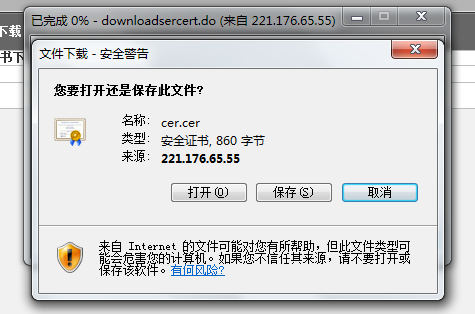 已完成 0% - downloadsercert.do (来自 221.176.65.55)
下载
书下
文件下载 - 安全警告
您要打开还是保存此文件?
名称: cer.cer
类型: 安全证书, 860 字节
来源: 221.176.65.55
打开(O) 保存(S) 取消
来自 Internet 的文件可能对您有所帮助，但此文件类型可
能会危害您的计算机。如果您不信任其来源，请不要打开或
保存该软件。有何风险?